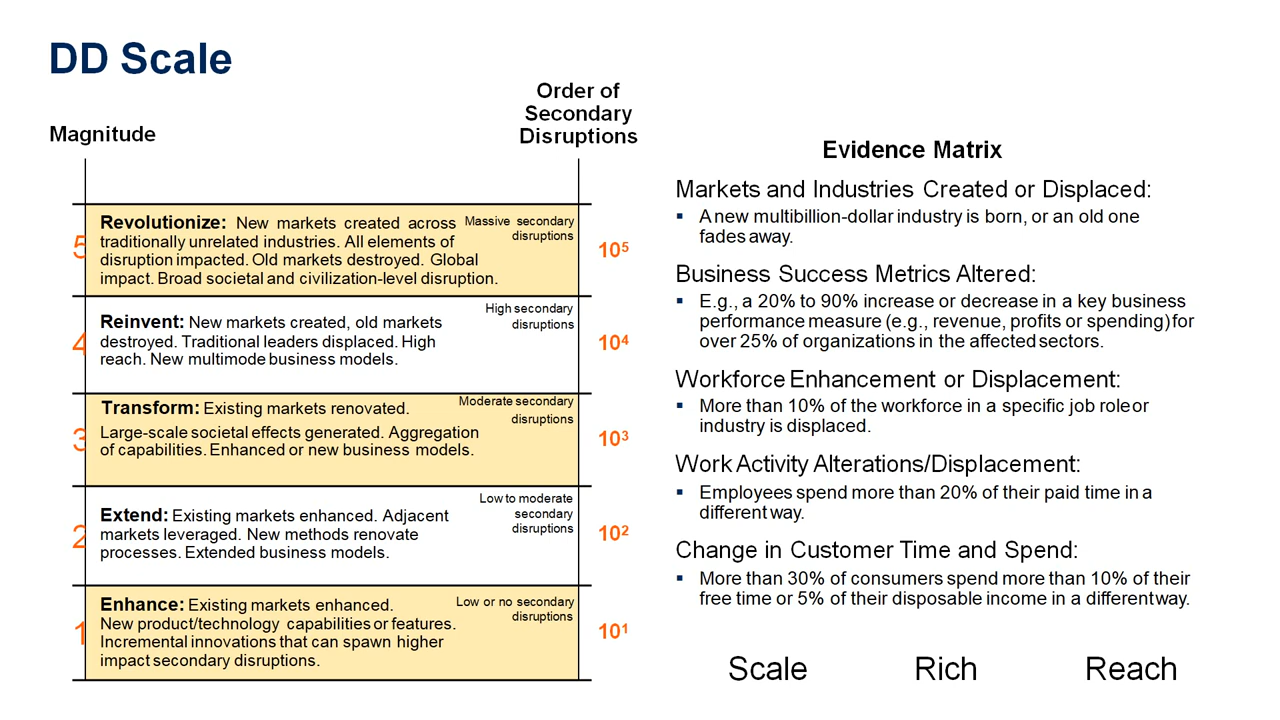 DD Scale
Magnitude
Order of
Secondary
Disruptions
5
Revolutionize: New markets created across
traditionally unrelated industries. All elements of
disruption impacted. Old markets destroyed. Global
impact. Broad societal and civilization-level disruption.
Massive secondary
disruptions
10⁵
4
Reinvent: New markets created, old markets
destroyed. Traditional leaders displaced. High
reach. New multimode business models.
High secondary
disruptions
10⁴
3
Transform: Existing markets renovated.
Large-scale societal effects generated. Aggregation
of capabilities. Enhanced or new business models.
Moderate secondary
disruptions
10³
2
Extend: Existing markets enhanced. Adjacent
markets leveraged. New methods renovate
processes. Extended business models.
Low to moderate
secondary
disruptions
10²
1
Enhance: Existing markets enhanced.
New product/technology capabilities or features.
Incremental innovations that can spawn higher
impact secondary disruptions.
Low or no secondary
disruptions
10¹
Evidence Matrix
Markets and Industries Created or Displaced:
▪ A new multibillion-dollar industry is born, or an old one
fades away.
Business Success Metrics Altered:
▪ E.g., a 20% to 90% increase or decrease in a key business
performance measure (e.g., revenue, profits or spending) for
over 25% of organizations in the affected sectors.
Workforce Enhancement or Displacement:
▪ More than 10% of the workforce in a specific job role or
industry is displaced.
Work Activity Alterations/Displacement:
▪ Employees spend more than 20% of their paid time in a
different way.
Change in Customer Time and Spend:
▪ More than 30% of consumers spend more than 10% of their
free time or 5% of their disposable income in a different way.
Scale Rich Reach